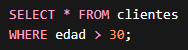 SELECT * FROM clientes
WHERE edad > 30;